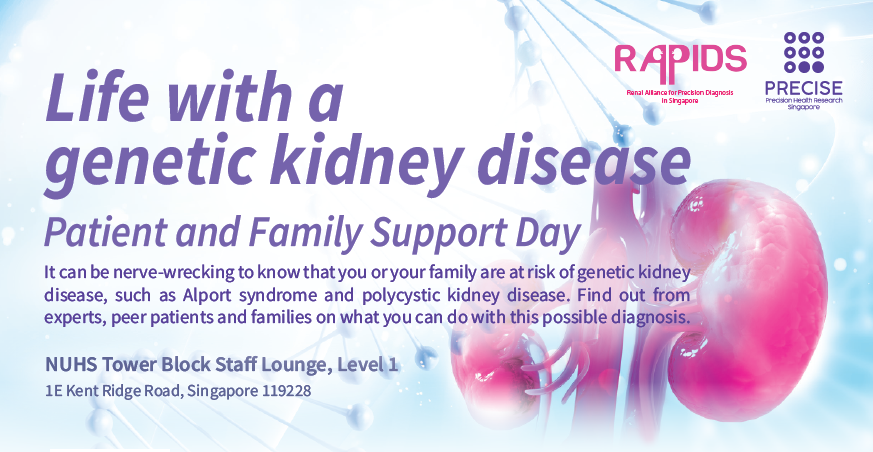 RAPIDS
Renal Alliance for Precision Diagnosis
in Singapore
PRECISE
Precision Health Research
Singapore
Life with a
genetic kidney disease
Patient and Family Support Day
It can be nerve-wrecking to know that you or your family are at risk of genetic kidney
disease, such as Alport syndrome and polycystic kidney disease. Find out from
experts, peer patients and families on what you can do with this possible diagnosis.
NUHS Tower Block Staff Lounge, Level 1
1E Kent Ridge Road, Singapore 119228